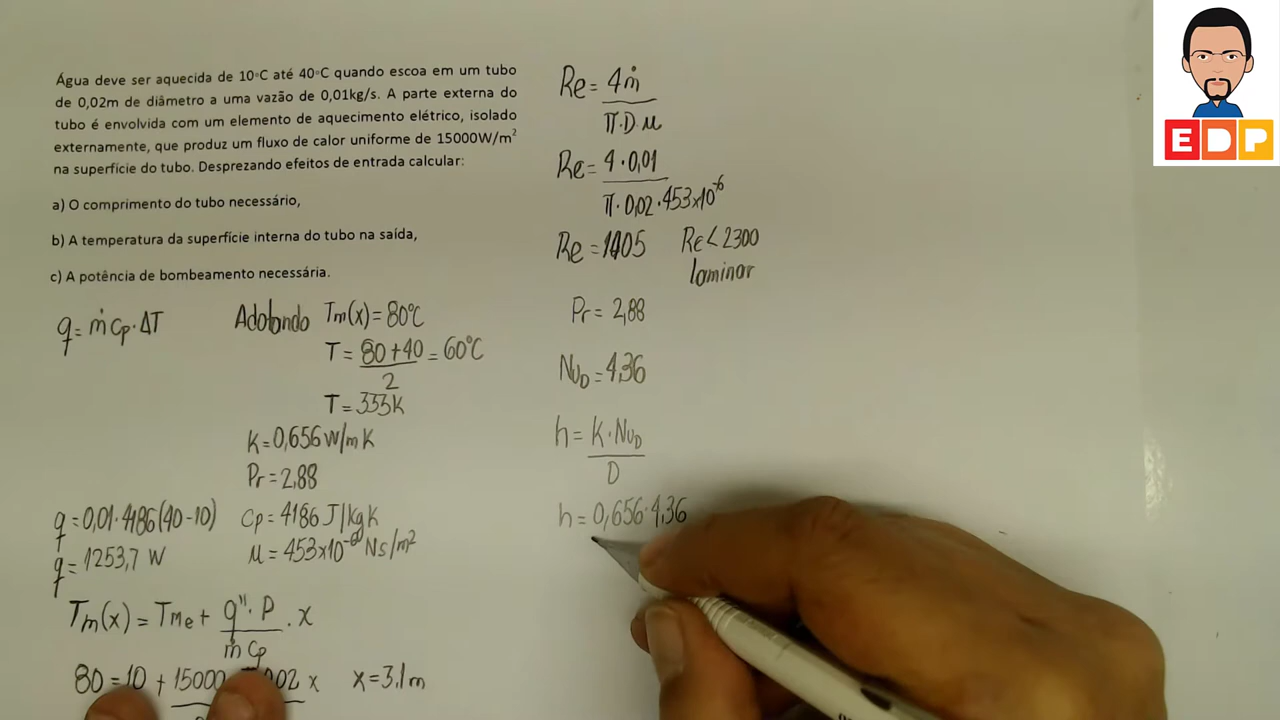 Água deve ser aquecida de 10°C até 40°C quando escoa em um tubo
de 0,02m de diâmetro a uma vazão de 0,01kg/s. A parte externa do
tubo é envolvida com um elemento de aquecimento elétrico, isolado
externamente, que produz um fluxo de calor uniforme de 15000W/m²
na superfície do tubo. Desprezando efeitos de entrada calcular:
a) O comprimento do tubo necessário,
b) A temperatura da superfície interna do tubo na saída,
c) A potência de bombeamento necessária.
q = ṁ Cp · ΔT
Adotando Tm(x) = 80°C
T = 80 + 40 = 60°C
2
T = 333K
K = 0,656 W/m K
Pr = 2,88
q = 0,01 · 4186 (40 - 10)
Cp = 4186 J/kg K
q = 1253,7 W
μ = 453x10⁻⁶ Ns/m²
Tm(x) = Tme + q'' · P · x
ṁ Cp
80 = 10 + 15000 002 x
x = 3,1m
Re = 4ṁ
π · D · μ
Re = 4 · 0,01
π · 0,02 · 453x10⁻⁶
Re = 1405 Re < 2300
laminar
Pr = 2,88
NuD = 4,36
h = K · NuD
D
h = 0,656 · 4,36
EDP